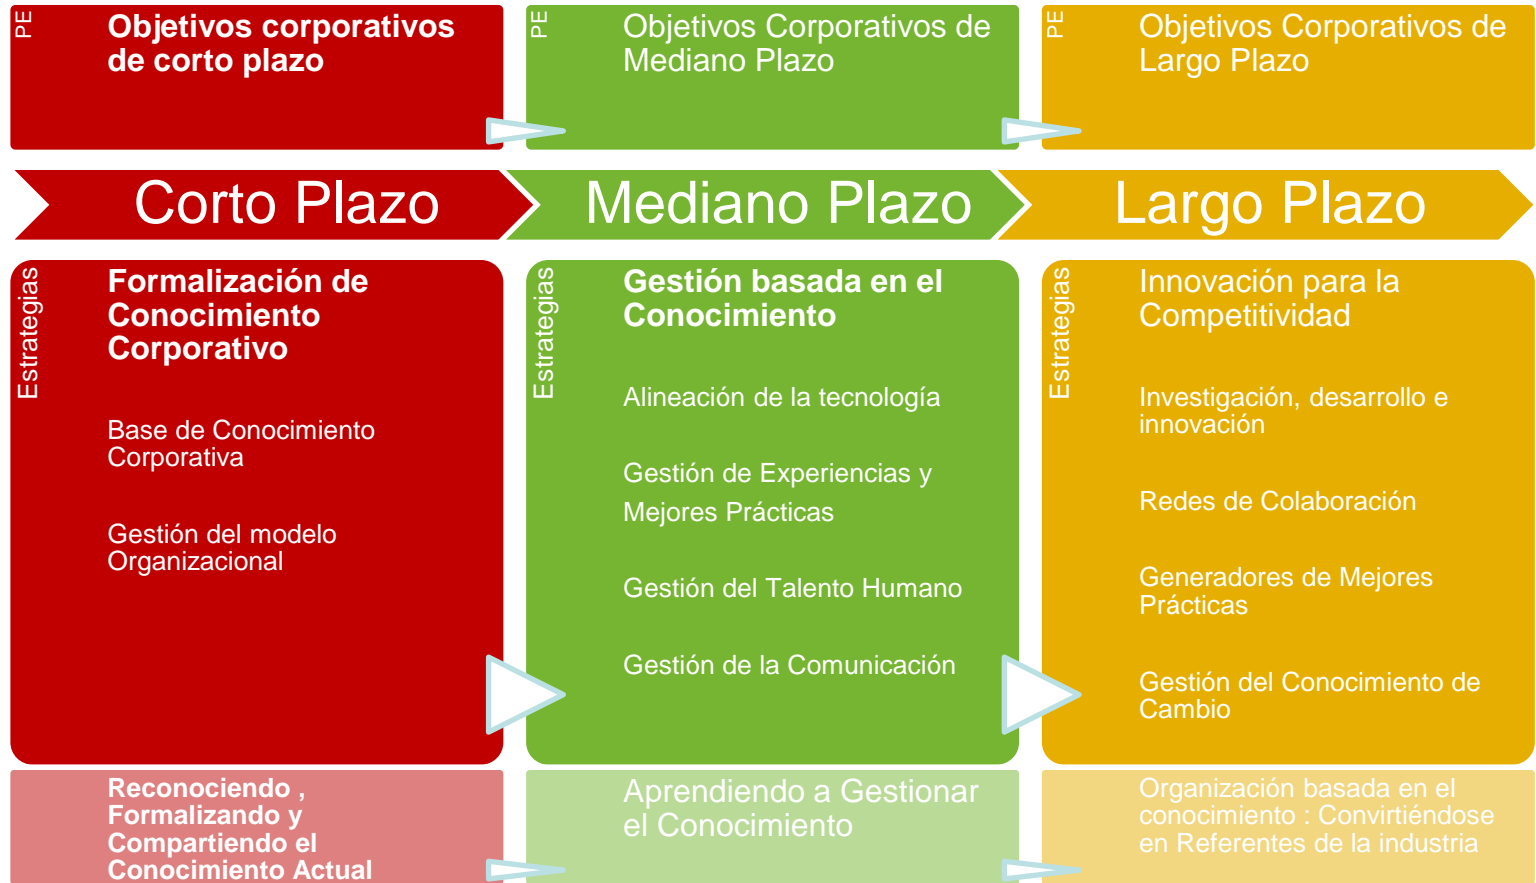 PE
Objetivos corporativos
de corto plazo
PE
Objetivos Corporativos de
Mediano Plazo
PE
Objetivos Corporativos de
Largo Plazo
Corto Plazo
Mediano Plazo
Largo Plazo
Estrategias
Formalización de
Conocimiento
Corporativo
Base de Conocimiento
Corporativa
Gestión del modelo
Organizacional
Estrategias
Gestión basada en el
Conocimiento
Alineación de la tecnología
Gestión de Experiencias y
Mejores Prácticas
Gestión del Talento Humano
Gestión de la Comunicación
Estrategias
Innovación para la
Competitividad
Investigación, desarrollo e
innovación
Redes de Colaboración
Generadores de Mejores
Prácticas
Gestión del Conocimiento de
Cambio
Reconociendo ,
Formalizando y
Compartiendo el
Conocimiento Actual
Aprendiendo a Gestionar
el Conocimiento
Organización basada en el
conocimiento : Convirtiéndose
en Referentes de la industria